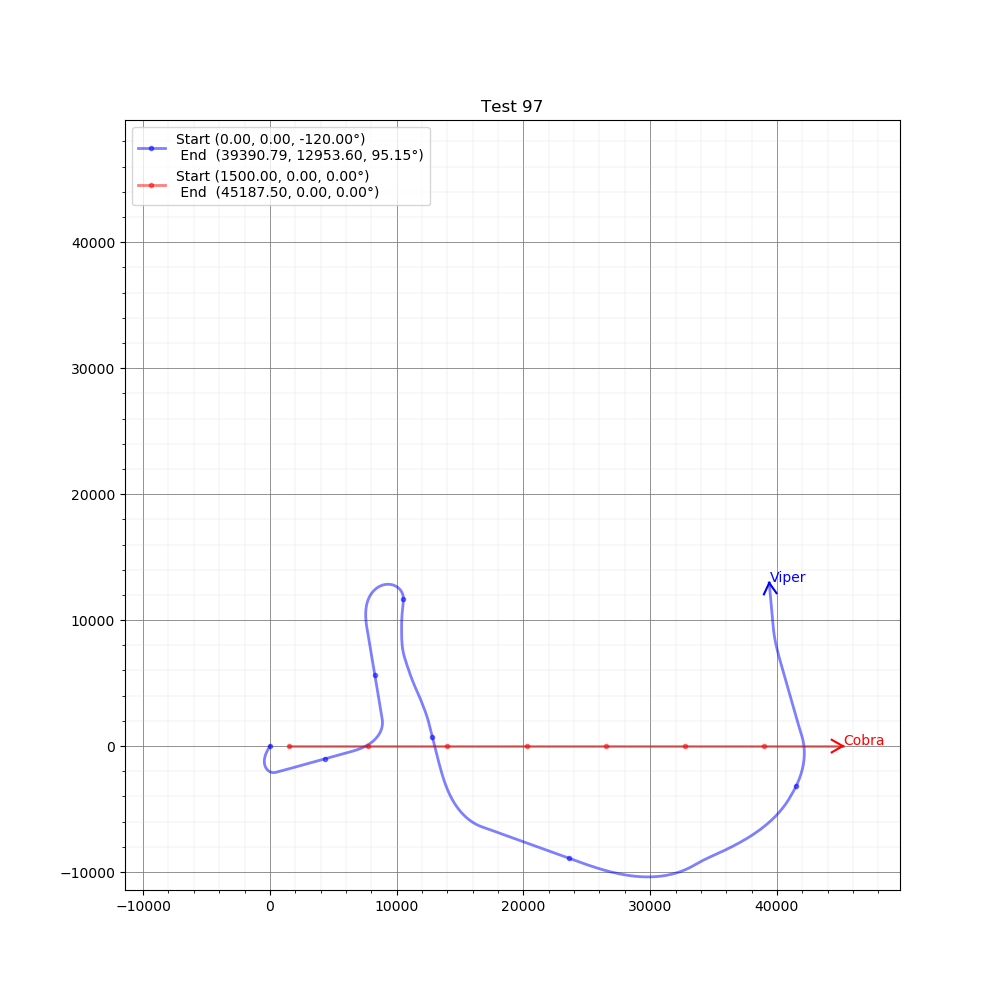 Test 97
Start (0.00, 0.00, -120.00°)
End  (39390.79, 12953.60, 95.15°)
Start (1500.00, 0.00, 0.00°)
End  (45187.50, 0.00, 0.00°)
40000
30000
20000
10000
0
−10000
Viper
Cobra
−10000
0
10000
20000
30000
40000